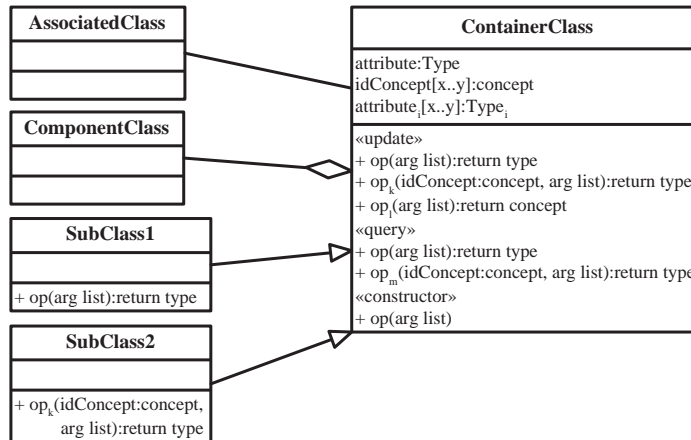 AssociatedClass
ComponentClass
SubClass1
+ op(arg list):return type
SubClass2
+ opk(idConcept:concept,
arg list):return type
ContainerClass
attribute:Type
idConcept[x..y]:concept
attributei[x..y]:Typei
«update»
+ op(arg list):return type
+ opk(idConcept:concept, arg list):return type
+ opl(arg list):return concept
«query»
+ op(arg list):return type
+ opm(idConcept:concept, arg list):return type
«constructor»
+ op(arg list)